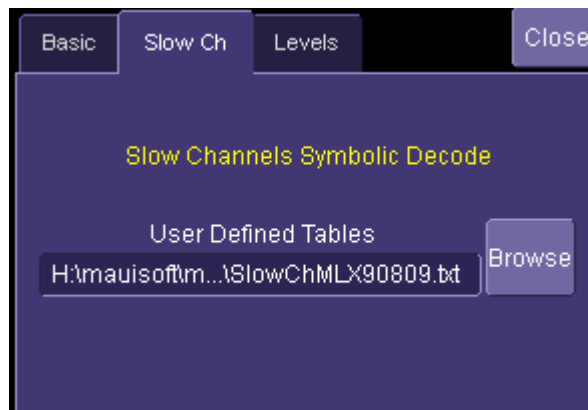 Basic Slow Ch Levels Close
Slow Channels Symbolic Decode
User Defined Tables
H:\mauisoft\m...\SlowChMLX90809.txt Browse